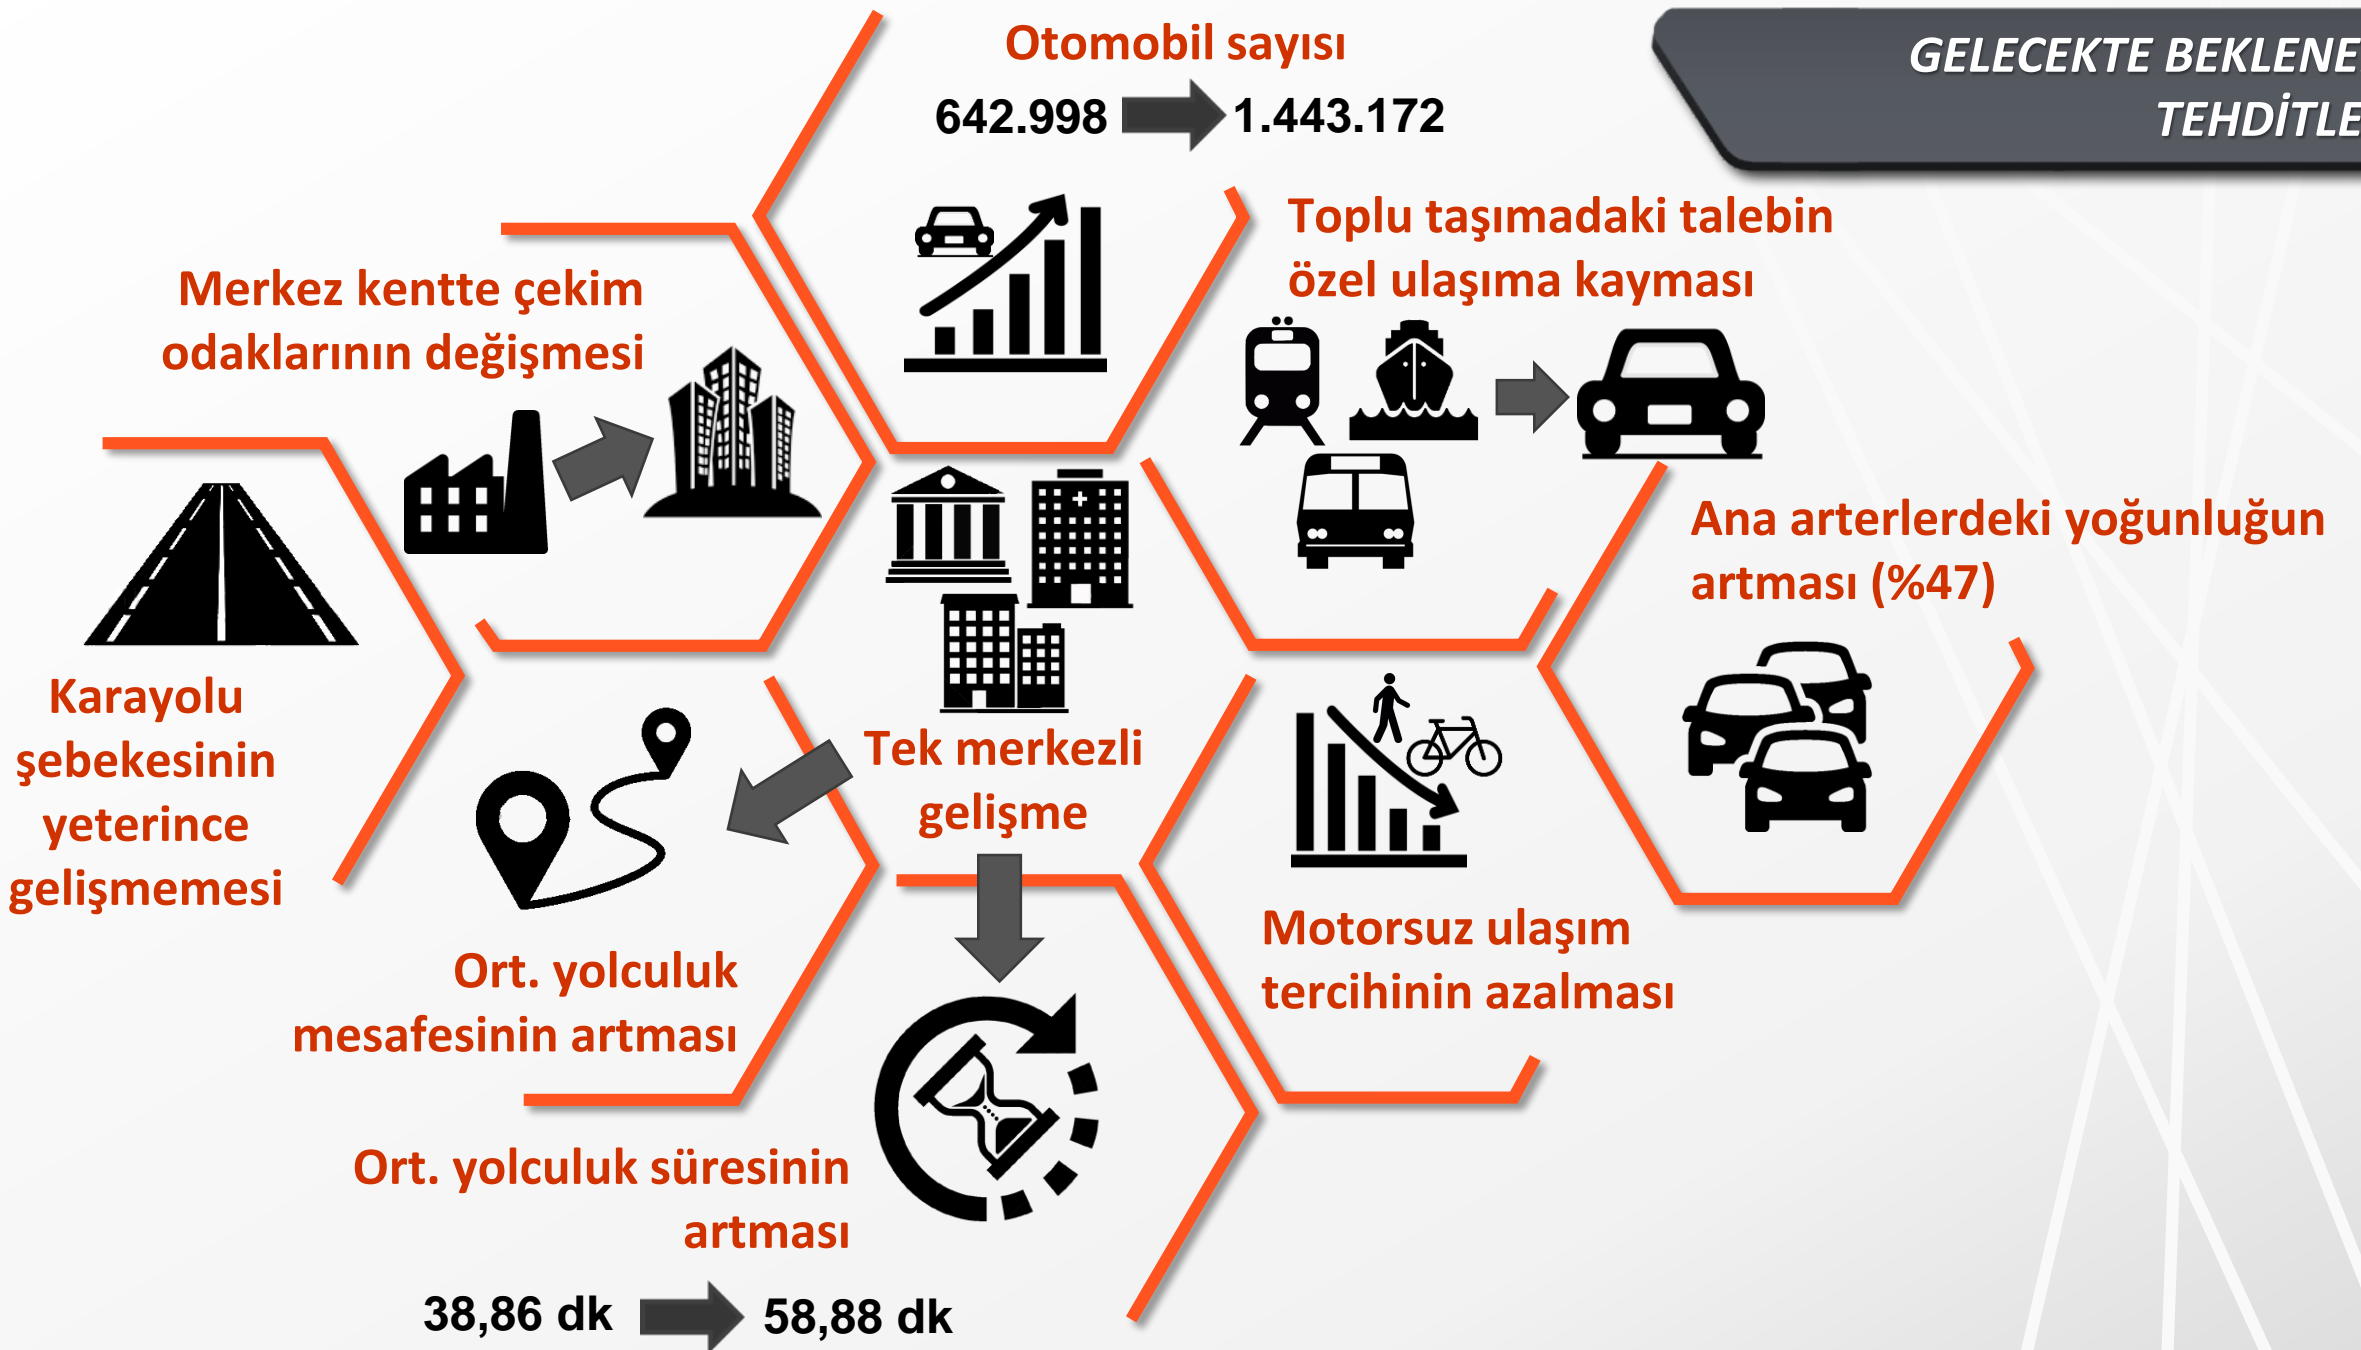 GELECEKTE BEKLENE
TEHDİTLE
Otomobil sayısı
642.998 1.443.172
Toplu taşımadaki talebin
özel ulaşıma kayması
Merkez kentte çekim
odaklarının değişmesi
Ana arterlerdeki yoğunluğun
artması (%47)
Karayolu
şebekesinin
yeterince
gelişmemesi
Tek merkezli
gelişme
Motorsuz ulaşım
tercihinin azalması
Ort. yolculuk
mesafesinin artması
Ort. yolculuk süresinin
artması
38,86 dk 58,88 dk